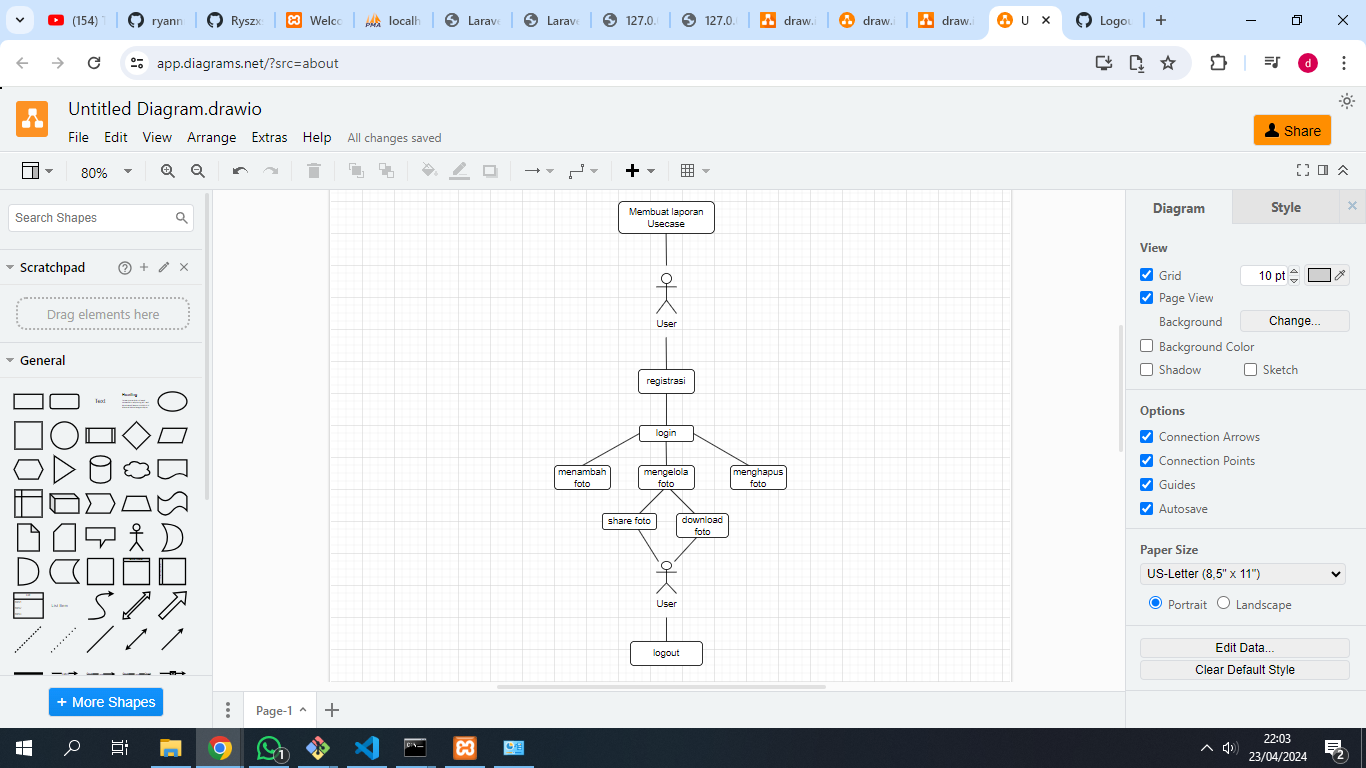 (154) T
ryann
Ryszx
Welco
localh
Larave
Larave
127.0.
127.0.
draw.i
draw.i
draw.i
U
Logou
app.diagrams.net/?src=about
d
Untitled Diagram.drawio
File Edit View Arrange Extras Help All changes saved
Share
80%
Search Shapes
Scratchpad
Drag elements here
General
Text
Heading
More Shapes
Membuat laporan
Usecase
User
registrasi
login
menambah
foto
mengelola
foto
menghapus
foto
share foto
download
foto
User
logout
Page-1
Diagram
Style
View
Grid
10 pt
Page View
Background
Change...
Background Color
Shadow
Sketch
Options
Connection Arrows
Connection Points
Guides
Autosave
Paper Size
US-Letter (8,5" x 11")
Portrait
Landscape
Edit Data...
Clear Default Style
1
22:03
23/04/2024
2